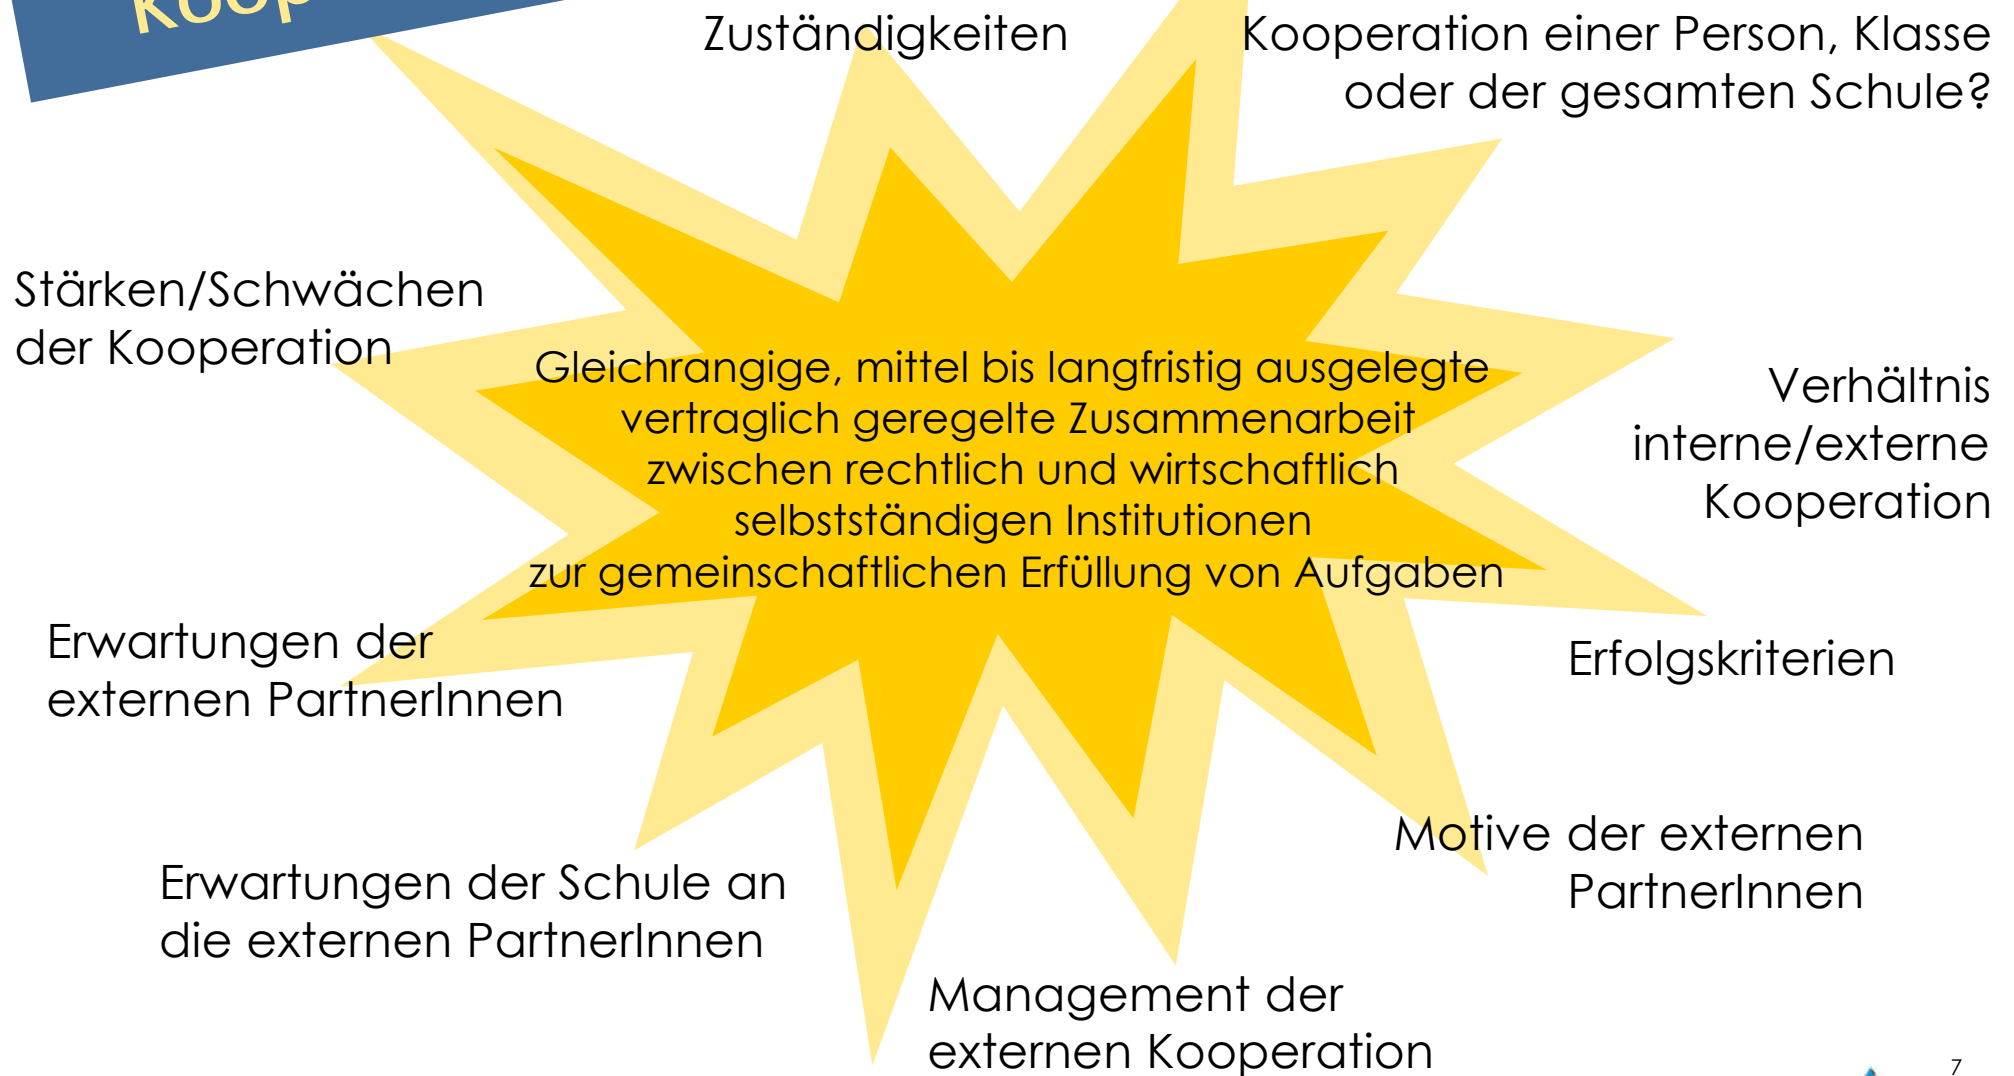 Zuständigkeiten
Kooperation einer Person, Klasse
oder der gesamten Schule?
Stärken/Schwächen
der Kooperation
Gleichrangige, mittel bis langfristig ausgelegte
vertraglich geregelte Zusammenarbeit
zwischen rechtlich und wirtschaftlich
selbstständigen Institutionen
zur gemeinschaftlichen Erfüllung von Aufgaben
Verhältnis
interne/externe
Kooperation
Erwartungen der
externen PartnerInnen
Erfolgskriterien
Motive der externen
PartnerInnen
Erwartungen der Schule an
die externen PartnerInnen
Management der
externen Kooperation
7